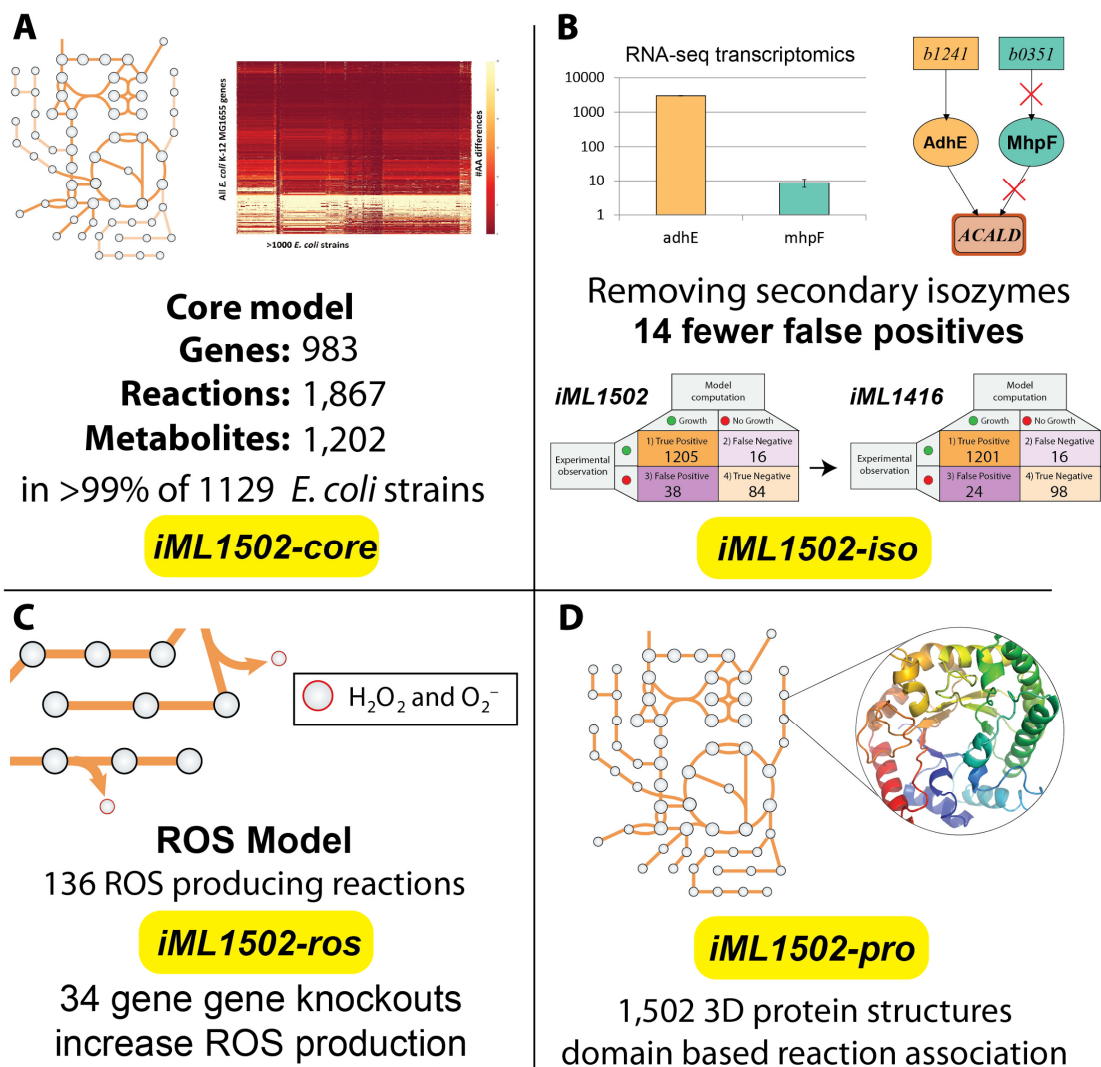 A
All E. coli K-12 MG1655 genes
#AA differences
>1000 E. coli strains
Core model
Genes: 983
Reactions: 1,867
Metabolites: 1,202
in >99% of 1129 E. coli strains
iML1502-core
B
RNA-seq transcriptomics
10000
1000
100
10
1
adhE
mhpF
b1241
b0351
AdhE
MhpF
ACALD
Removing secondary isozymes
14 fewer false positives
iML1502
Model
computation
Growth
No Growth
Experimental
observation
1) True Positive
1205
2) False Negative
16
3) False Positive
38
4) True Negative
84
iML1416
Model
computation
Growth
No Growth
Experimental
observation
1) True Positive
1201
2) False Negative
16
3) False Positive
24
4) True Negative
98
iML1502-iso
C
H₂O₂ and O₂⁻
ROS Model
136 ROS producing reactions
iML1502-ros
34 gene gene knockouts
increase ROS production
D
iML1502-pro
1,502 3D protein structures
domain based reaction association